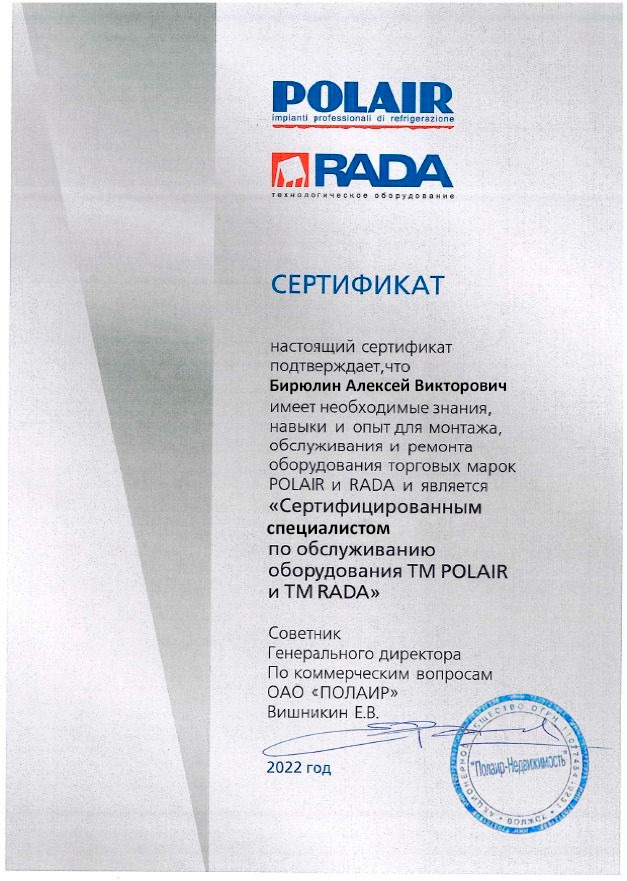 POLAIR
impianti professionali di refrigerazione
RADA
технологическое оборудование
СЕРТИФИКАТ
настоящий сертификат
подтверждает,что
Бирюлин Алексей Викторович
имеет необходимые знания,
навыки и опыт для монтажа,
обслуживания и ремонта
оборудования торговых марок
POLAIR и RADA и является
«Сертифицированным
специалистом
по обслуживанию
оборудования ТМ POLAIR
и ТМ RADA»
Советник
Генерального директора
По коммерческим вопросам
ОАО «ПОЛАИР»
Вишникин Е.В.
2022 год
"Полаир-Недвижимость"